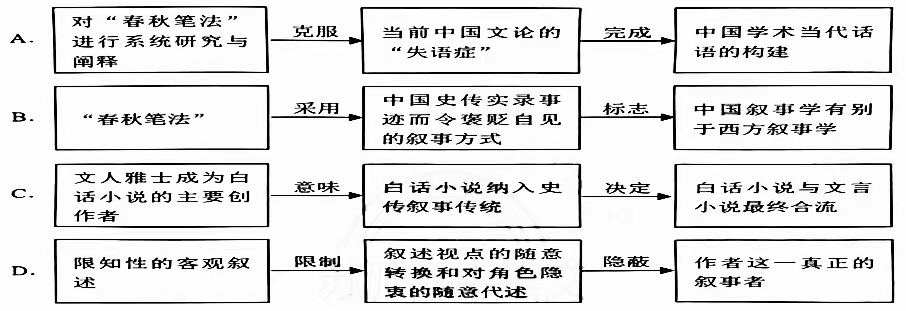 A. 对“春秋笔法”进行系统研究与阐释 克服 当前中国文论的“失语症” 完成 中国学术当代话语的构建
B. “春秋笔法” 采用 中国史传实录事迹而令褒贬自见的叙事方式 标志 中国叙事学有别于西方叙事学
C. 文人雅士成为白话小说的主要创作者 意味 白话小说纳入史传叙事传统 决定 白话小说与文言小说最终合流
D. 限知性的客观叙述 限制 叙述视点的随意转换和对角色隐衷的随意代述 隐蔽 作者这一真正的叙事者